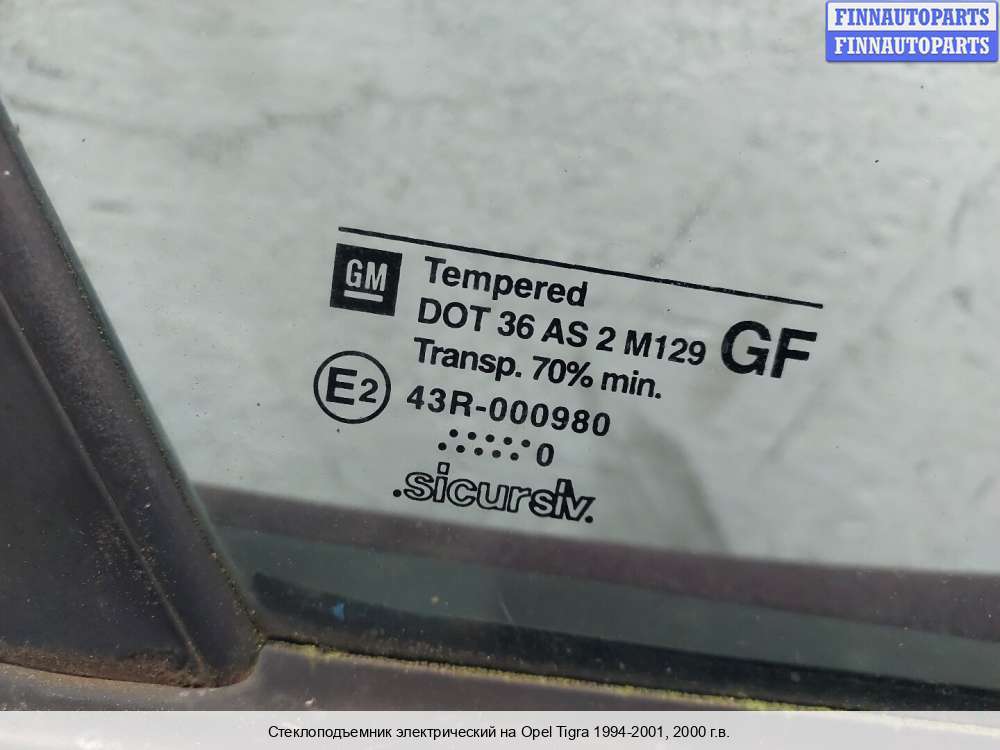 FINNAUTOPARTS
FINNAUTOPARTS
GM
Tempered
DOT 36 AS 2 M129 GF
Transp. 70% min.
E2 43R-000980
..........0
.sicursiv.
Стеклоподъемник электрический на Opel Tigra 1994-2001, 2000 г.в.